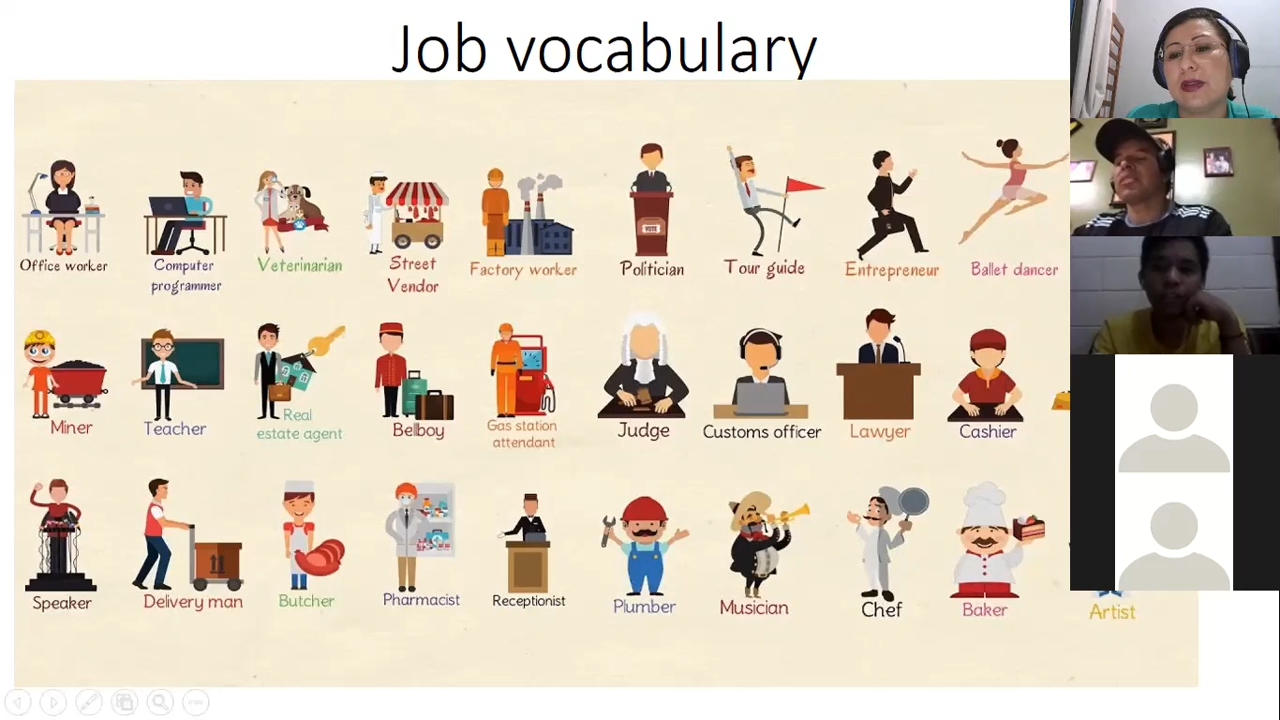 Job vocabulary
Office worker
Computer
programmer
Veterinarian
Street
Vendor
Factory worker
VOTE
Politician
Tour guide
Entrepreneur
Ballet dancer
Miner
Teacher
Real
estate agent
Bellboy
Gas station
attendant
Judge
Customs officer
Lawyer
Cashier
Speaker
Delivery man
Butcher
Pharmacist
Receptionist
Plumber
Musician
Chef
Baker
Artist